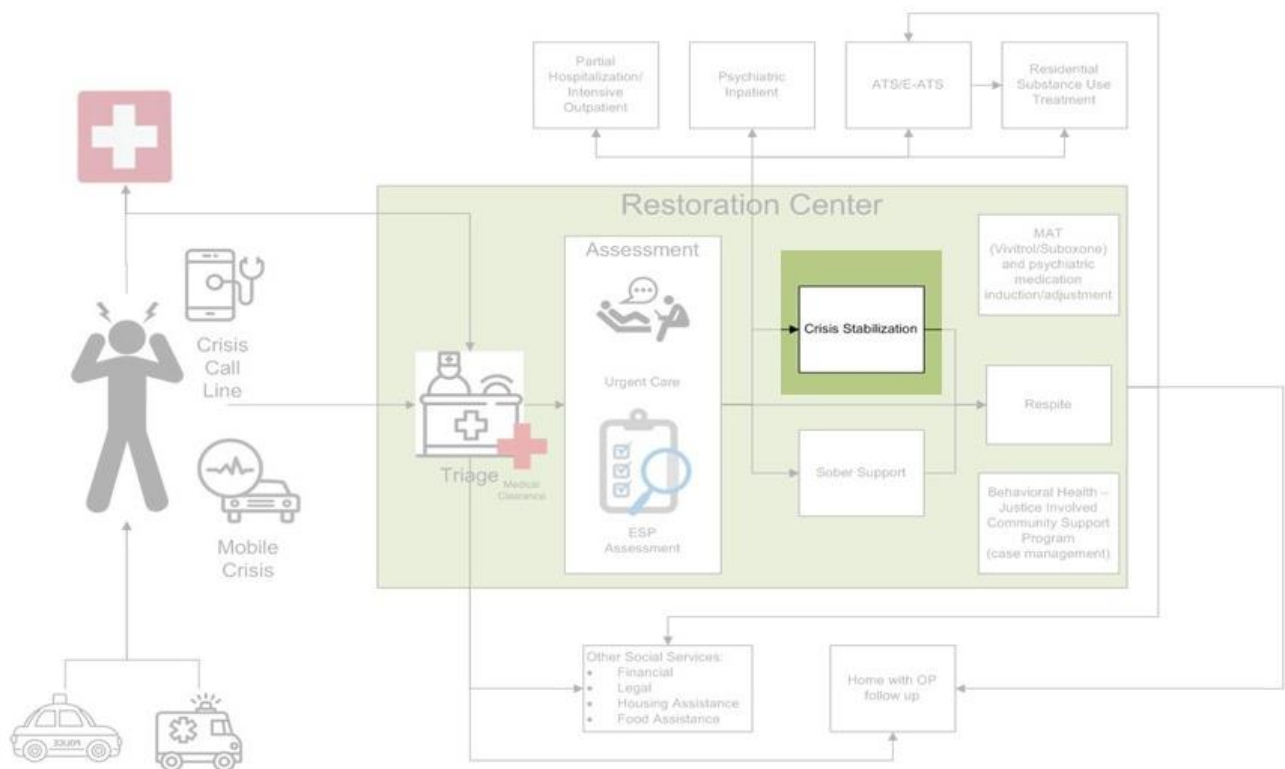 Partial
Hospitalization/
Intensive
Outpatient
Psychiatric
Inpatient
ATS/E-ATS
Residential
Substance Use
Treatment
Restoration Center
Crisis
Call
Line
Mobile
Crisis
Triage
Medical
Clearance
Assessment
Urgent Care
ESP
Assessment
Crisis Stabilization
Sober Support
MAT
(Vivitrol/Suboxone)
and psychiatric
medication
induction/adjustment
Respite
Behavioral Health –
Justice Involved
Community Support
Program
(case management)
Other Social Services:
• Financial
• Legal
• Housing Assistance
• Food Assistance
Home with OP
follow up